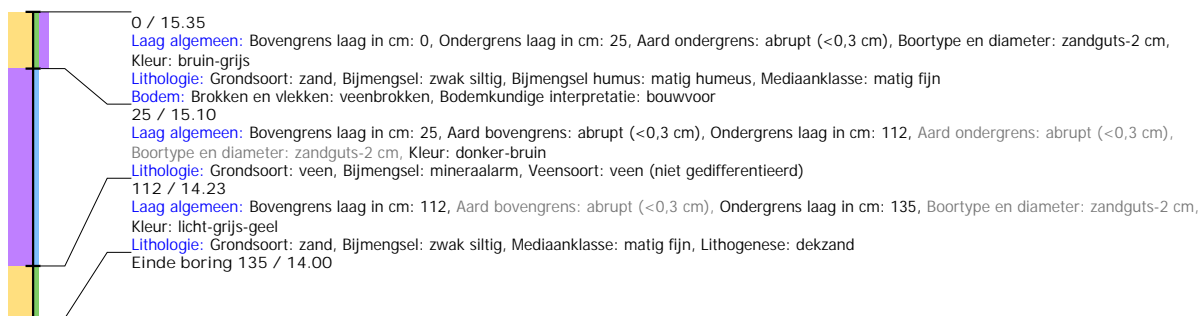 0 / 15.35
Laag algemeen: Bovengrens laag in cm: 0, Ondergrens laag in cm: 25, Aard ondergrens: abrupt (<0,3 cm), Boortype en diameter: zandguts-2 cm,
Kleur: bruin-grijs
Lithologie: Grondsoort: zand, Bijmengsel: zwak siltig, Bijmengsel humus: matig humeus, Mediaanklasse: matig fijn
Bodem: Brokken en vlekken: veenbrokken, Bodemkundige interpretatie: bouwvoor
25 / 15.10
Laag algemeen: Bovengrens laag in cm: 25, Aard bovengrens: abrupt (<0,3 cm), Ondergrens laag in cm: 112, Aard ondergrens: abrupt (<0,3 cm),
Boortype en diameter: zandguts-2 cm, Kleur: donker-bruin
Lithologie: Grondsoort: veen, Bijmengsel: mineraalarm, Veensoort: veen (niet gedifferentieerd)
112 / 14.23
Laag algemeen: Bovengrens laag in cm: 112, Aard bovengrens: abrupt (<0,3 cm), Ondergrens laag in cm: 135, Boortype en diameter: zandguts-2 cm,
Kleur: licht-grijs-geel
Lithologie: Grondsoort: zand, Bijmengsel: zwak siltig, Mediaanklasse: matig fijn, Lithogenese: dekzand
Einde boring 135 / 14.00